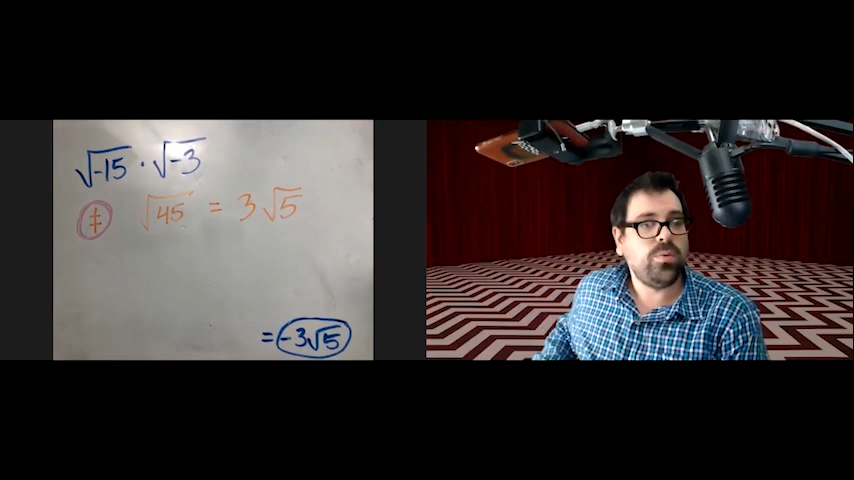 √-15 · √-3
≠ √45 = 3√5
= -3√5